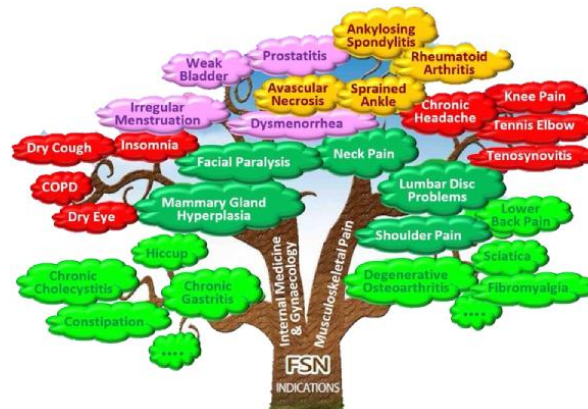 Ankylosing
Spondylitis
Prostatitis
Weak
Bladder
Rheumatoid
Arthritis
Avascular
Necrosis
Sprained
Ankle
Knee Pain
Irregular
Menstruation
Dysmenorrhea
Chronic
Headache
Tennis Elbow
Dry Cough
Insomnia
Facial Paralysis
Neck Pain
Tenosynovitis
COPD
Dry Eye
Mammary Gland
Hyperplasia
Lumbar Disc
Problems
Lower
Back Pain
Shoulder Pain
Hiccup
Sciatica
Chronic
Cholecystitis
Chronic
Gastritis
Degenerative
Osteoarthritis
Fibromyalgia
Constipation
....
....
Internal Medicine
& Gynaecology
Musculoskeletal Pain
FSN
INDICATIONS